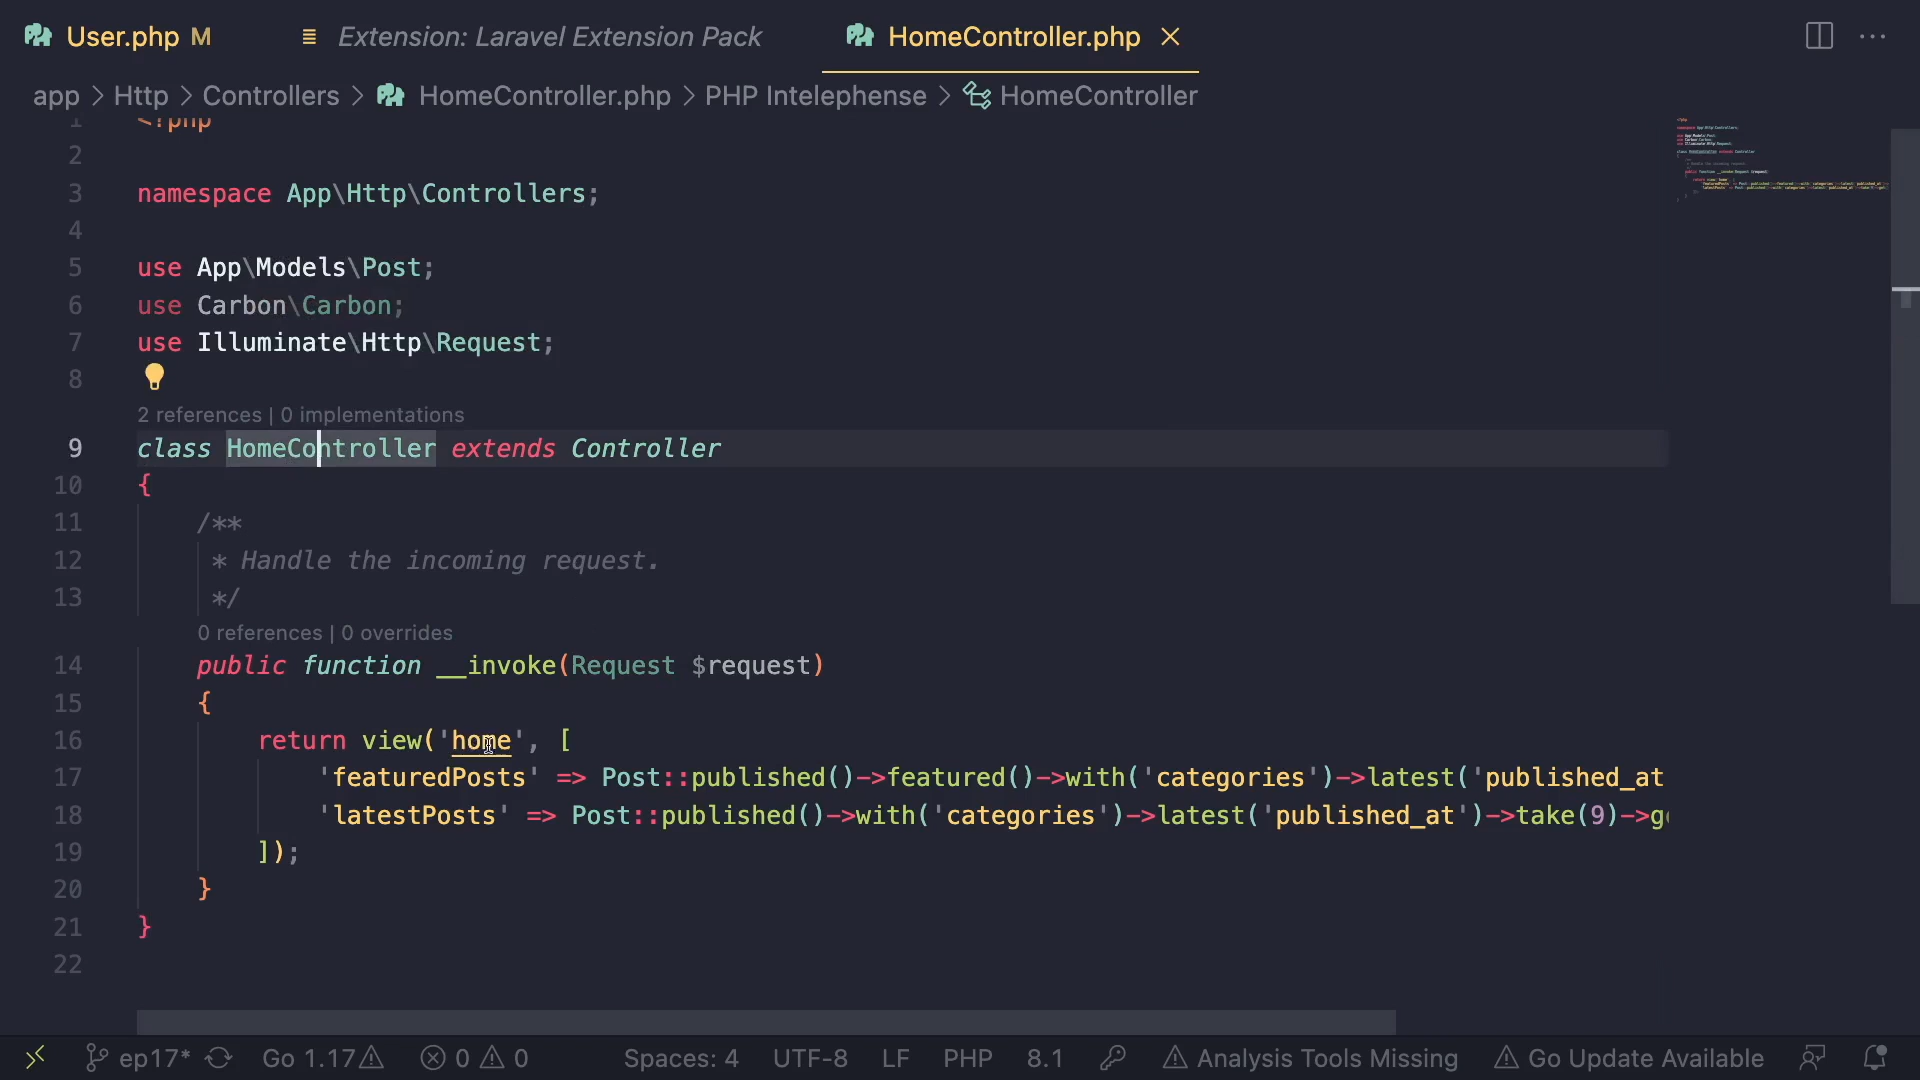 User.php M Extension: Laravel Extension Pack HomeController.php
app > Http > Controllers > HomeController.php > PHP Intelephense > HomeController
1 <?php
2
3 namespace App\Http\Controllers;
4
5 use App\Models\Post;
6 use Carbon\Carbon;
7 use Illuminate\Http\Request;
8
2 references | 0 implementations
9 class HomeController extends Controller
10 {
11 /**
12 * Handle the incoming request.
13 */
0 references | 0 overrides
14 public function __invoke(Request $request)
15 {
16 return view('home', [
17 'featuredPosts' => Post::published()->featured()->with('categories')->latest('published_at
18 'latestPosts' => Post::published()->with('categories')->latest('published_at')->take(9)->
19 ]);
20 }
21 }
22
ep17* Go 1.17 0 0 Spaces: 4 UTF-8 LF PHP 8.1 Analysis Tools Missing Go Update Available